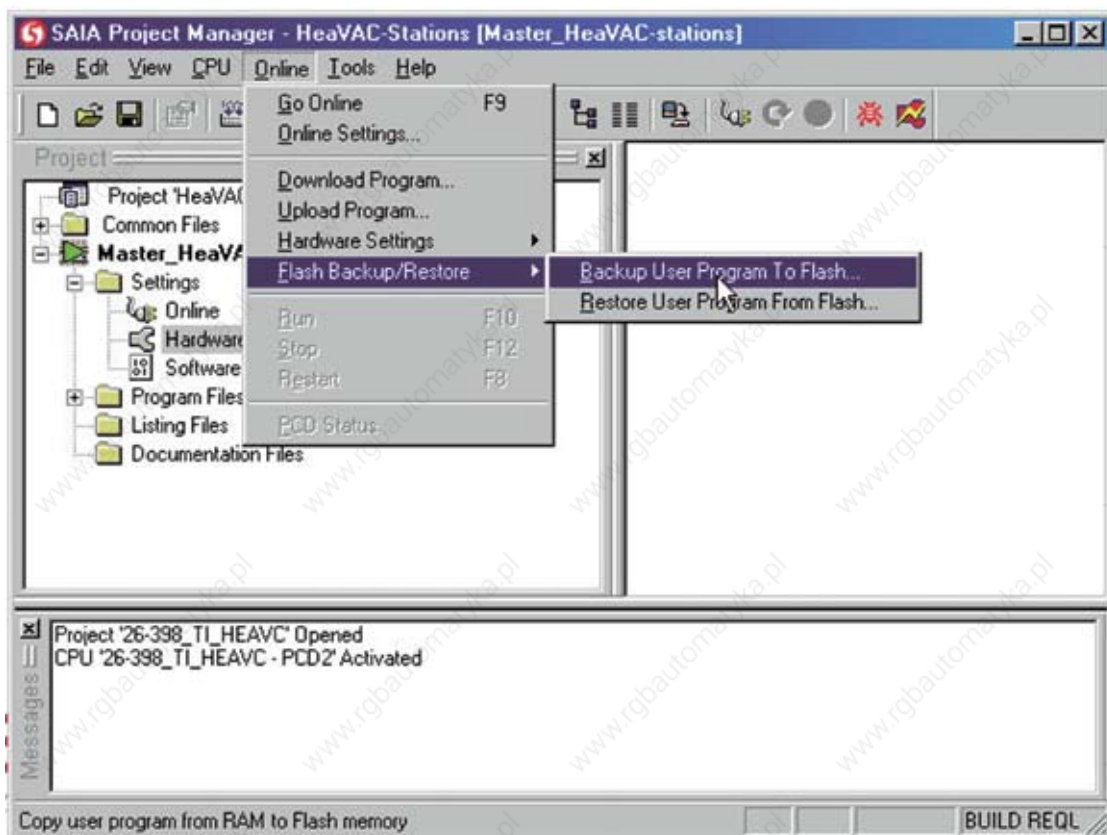 SAIA Project Manager - HeaVAC-Stations [Master_HeaVAC-stations]
File Edit View CPU Online Tools Help
Go Online F9
Online Settings...
Download Program...
Upload Program...
Hardware Settings
Flash Backup/Restore
Run F10
Stop F12
Restart F8
PCD Status
Backup User Program To Flash...
Restore User Program From Flash...
Project
Project 'HeaVA
Common Files
Master_HeaVA
Settings
Online
Hardware
Software
Program Files
Listing Files
Documentation Files
Messages
Project '26-398_TI_HEAVC' Opened
CPU '26-398_TI_HEAVC - PCD2' Activated
Copy user program from RAM to Flash memory
BUILD REQL
www.rgbautomatyka.pl